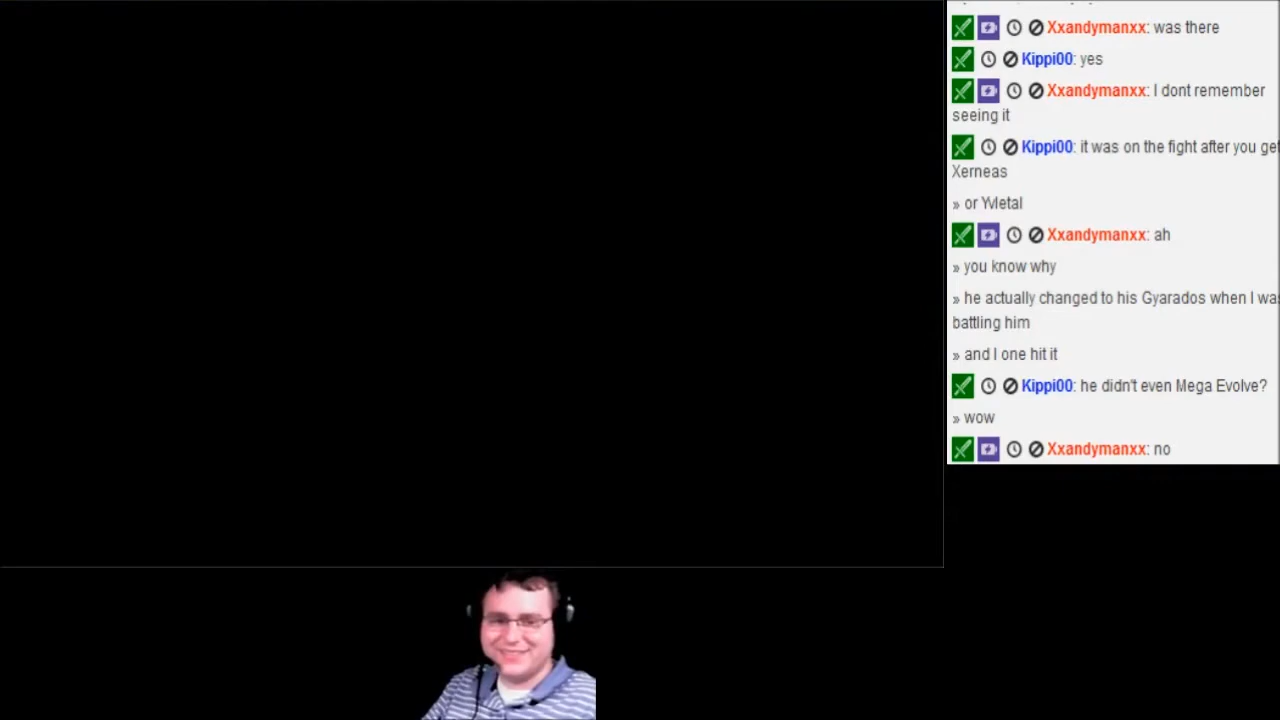 Xxandymanxx: was there
Kippi00: yes
Xxandymanxx: I dont remember
seeing it
Kippi00: it was on the fight after you get
Xerneas
» or Yvletal
Xxandymanxx: ah
» you know why
» he actually changed to his Gyarados when I was
battling him
» and I one hit it
Kippi00: he didn't even Mega Evolve?
» wow
Xxandymanxx: no